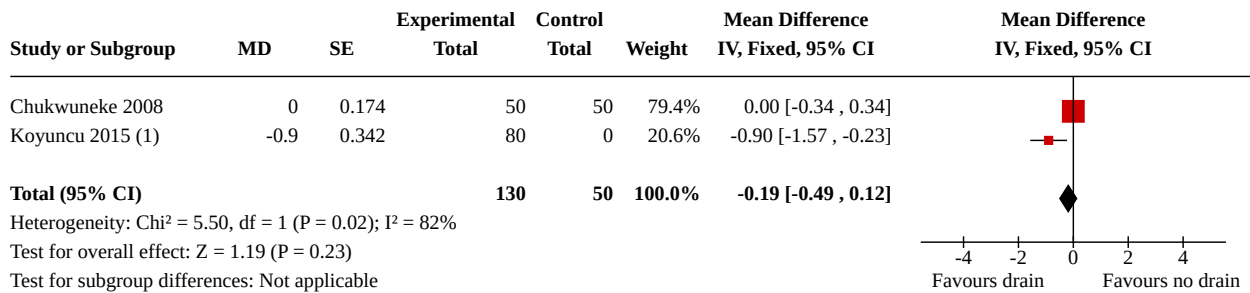 Experimental Control Mean Difference Mean Difference
Study or Subgroup MD SE Total Total Weight IV, Fixed, 95% CI IV, Fixed, 95% CI
Chukwuneke 2008 0 0.174 50 50 79.4% 0.00 [-0.34 , 0.34]
Koyuncu 2015 (1) -0.9 0.342 80 0 20.6% -0.90 [-1.57 , -0.23]
Total (95% CI) 130 50 100.0% -0.19 [-0.49 , 0.12]
Heterogeneity: Chi² = 5.50, df = 1 (P = 0.02); I² = 82%
Test for overall effect: Z = 1.19 (P = 0.23)
Test for subgroup differences: Not applicable
-4 -2 0 2 4
Favours drain Favours no drain